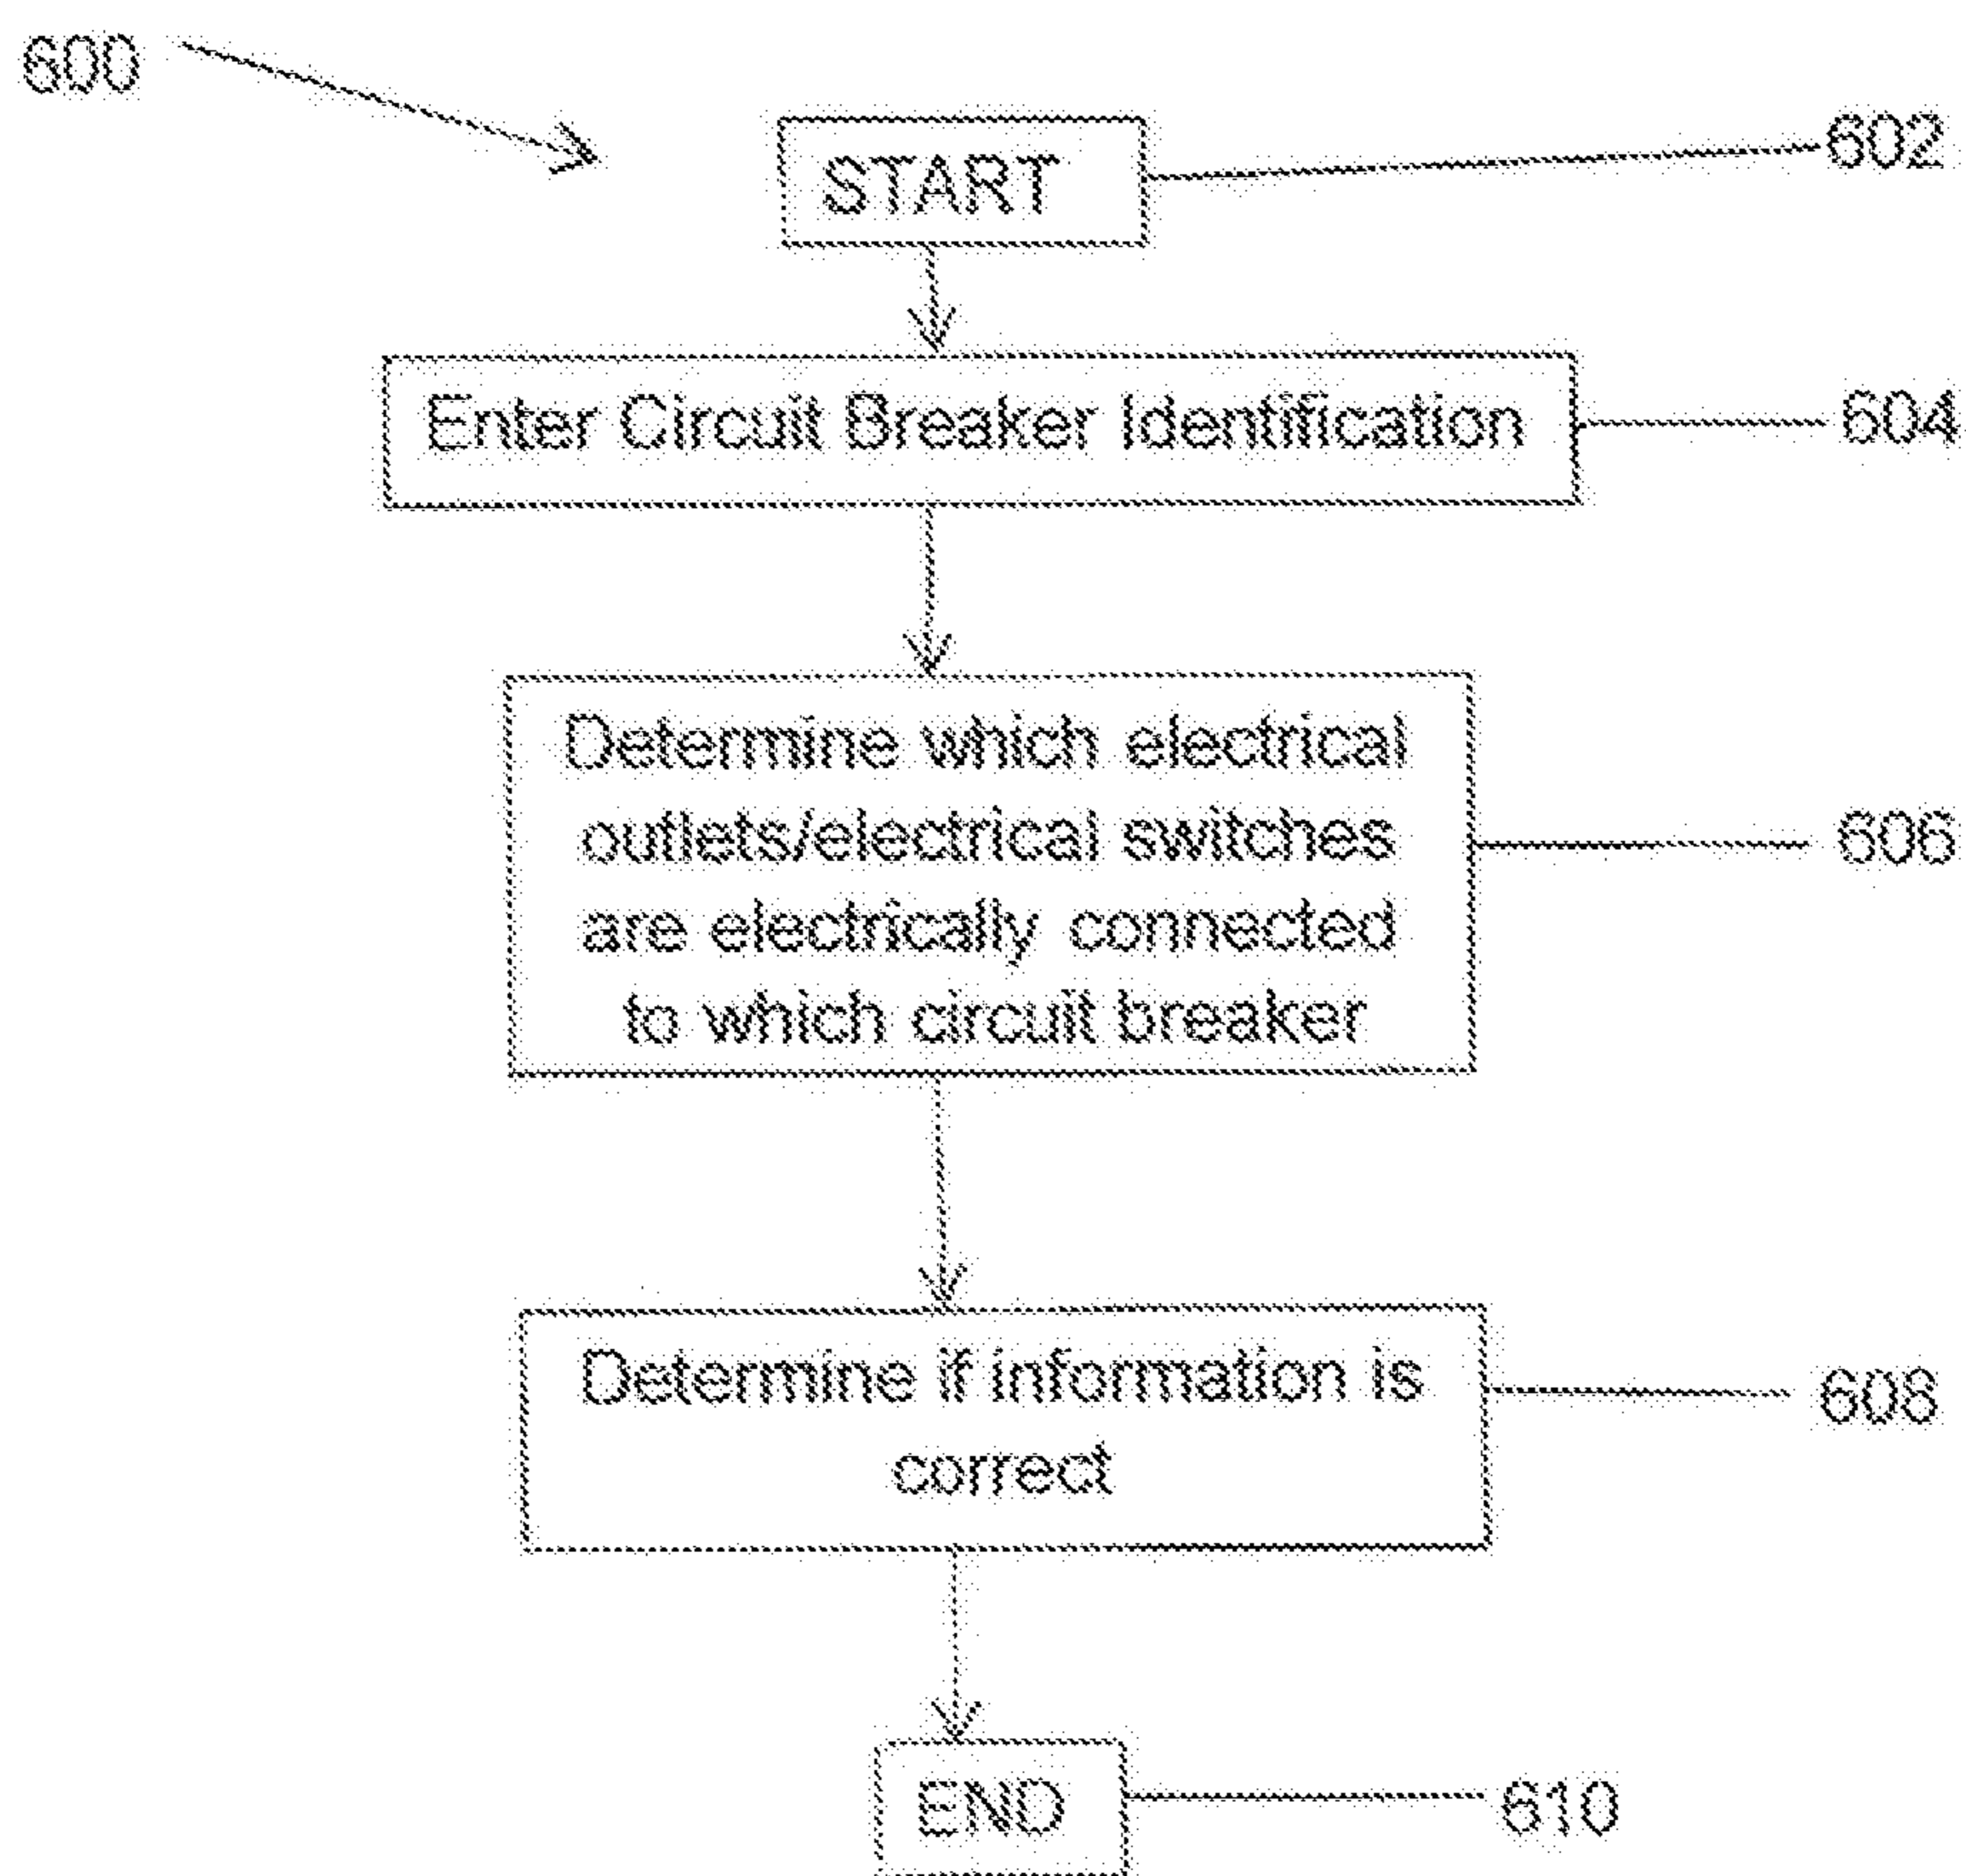 600
START
602
Enter Circuit Breaker Identification
604
Determine which electrical
outlets/electrical switches
are electrically connected
to which circuit breaker
606
Determine if information is
correct
608
END
610